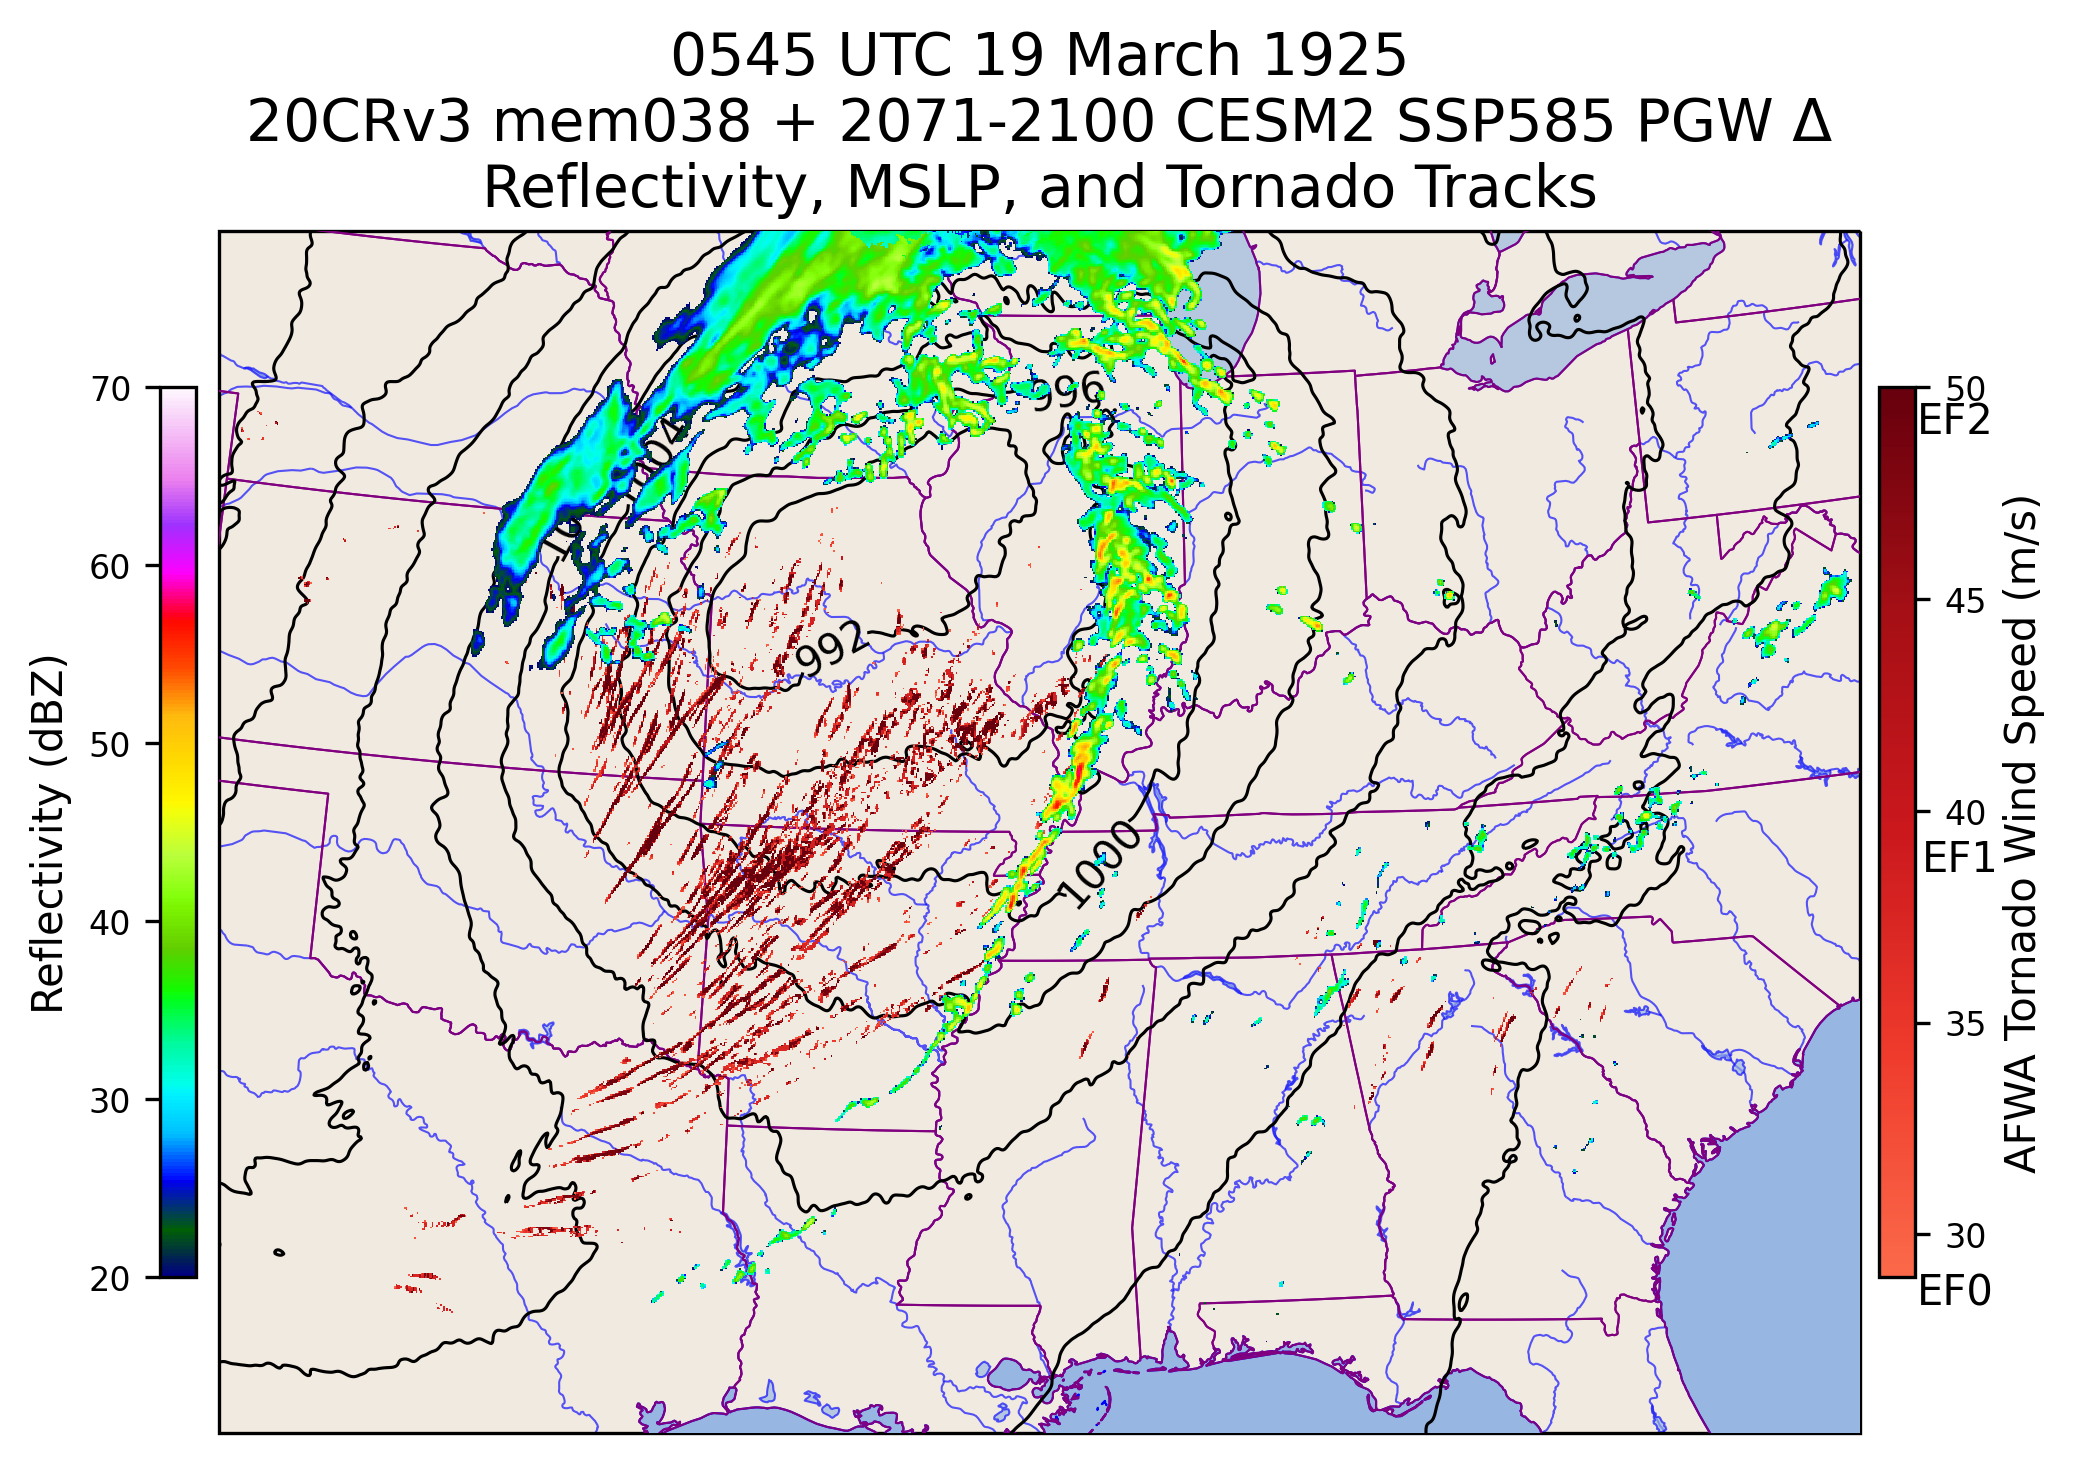 0545 UTC 19 March 1925
20CRv3 mem038 + 2071-2100 CESM2 SSP585 PGW Δ
Reflectivity, MSLP, and Tornado Tracks
70
60
50
40
30
20
Reflectivity (dBZ)
996
1004
992
1000
50
EF2
45
40
EF1
35
30
EF0
AFWA Tornado Wind Speed (m/s)